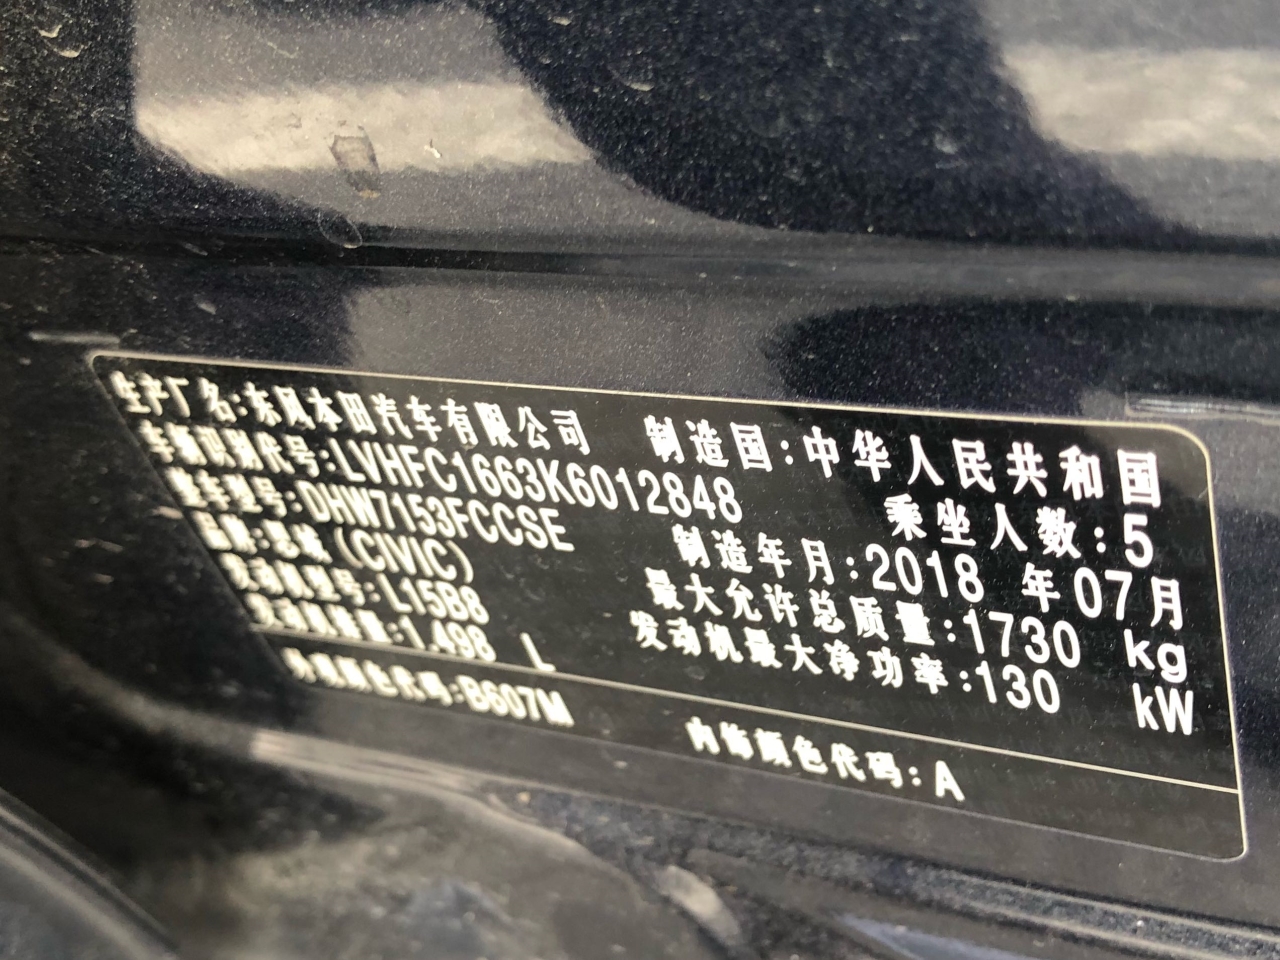 生产厂名:东风本田汽车有限公司 制造国:中华人民共和国
车辆识别代号:LVHFC1663K6012848 乘坐人数:5
整车型号:DHW7153FCCSE 制造年月:2018 年07月
品牌:思域(CIVIC) 最大允许总质量:1730 kg
发动机型号:L15B8 发动机最大净功率:130 kW
发动机排量:1.498 L
外观颜色代码:B607M 内饰颜色代码:A